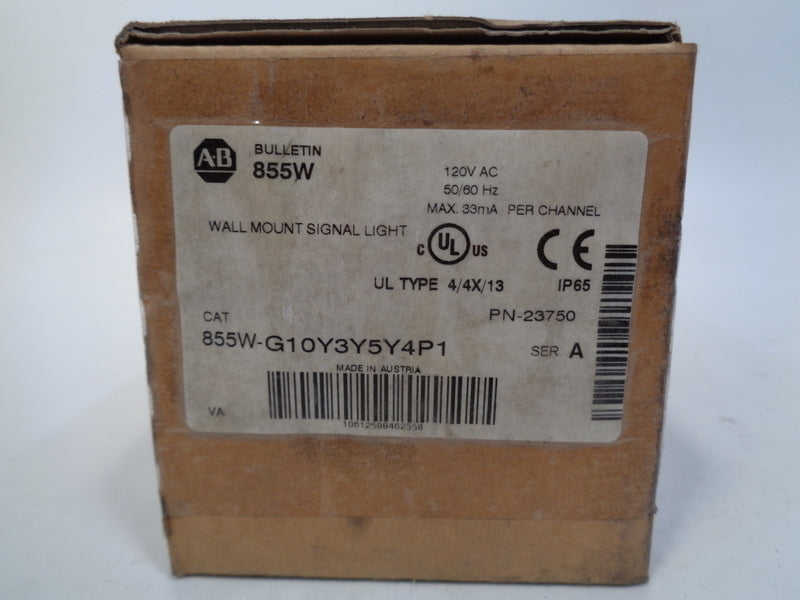 A-B
BULLETIN
855W
120V AC
50/60 Hz
MAX. 33mA PER CHANNEL
WALL MOUNT SIGNAL LIGHT
C UL US
CE
UL TYPE 4/4X/13
IP65
CAT
PN-23750
855W-G10Y3Y5Y4P1
SER A
MADE IN AUSTRIA
VA
10612598462558